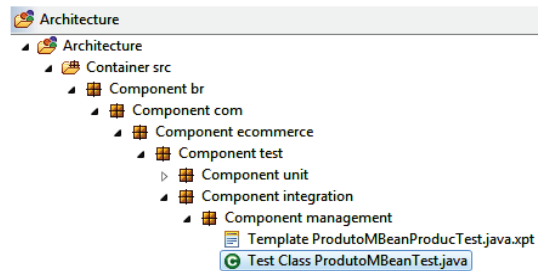 Architecture
Architecture
Container src
Component br
Component com
Component ecommerce
Component test
Component unit
Component integration
Component management
Template ProdutoMBeanProducTest.java.xpt
Test Class ProdutoMBeanTest.java